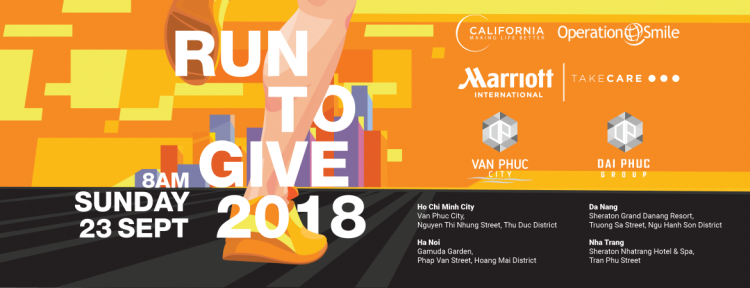 RUN
TO
GIVE
2018
8AM
SUNDAY
23 SEPT
CALIFORNIA
MAKING LIFE BETTER
Operation Smile
Marriott
INTERNATIONAL
TAKECARE
VAN PHUC
CITY
DAI PHUC
GROUP
Ho Chi Minh City
Van Phuc City,
Nguyen Thi Nhung Street, Thu Duc District
Da Nang
Sheraton Grand Danang Resort,
Truong Sa Street, Ngu Hanh Son District
Ha Noi
Gamuda Garden,
Phap Van Street, Hoang Mai District
Nha Trang
Sheraton Nhatrang Hotel & Spa,
Tran Phu Street